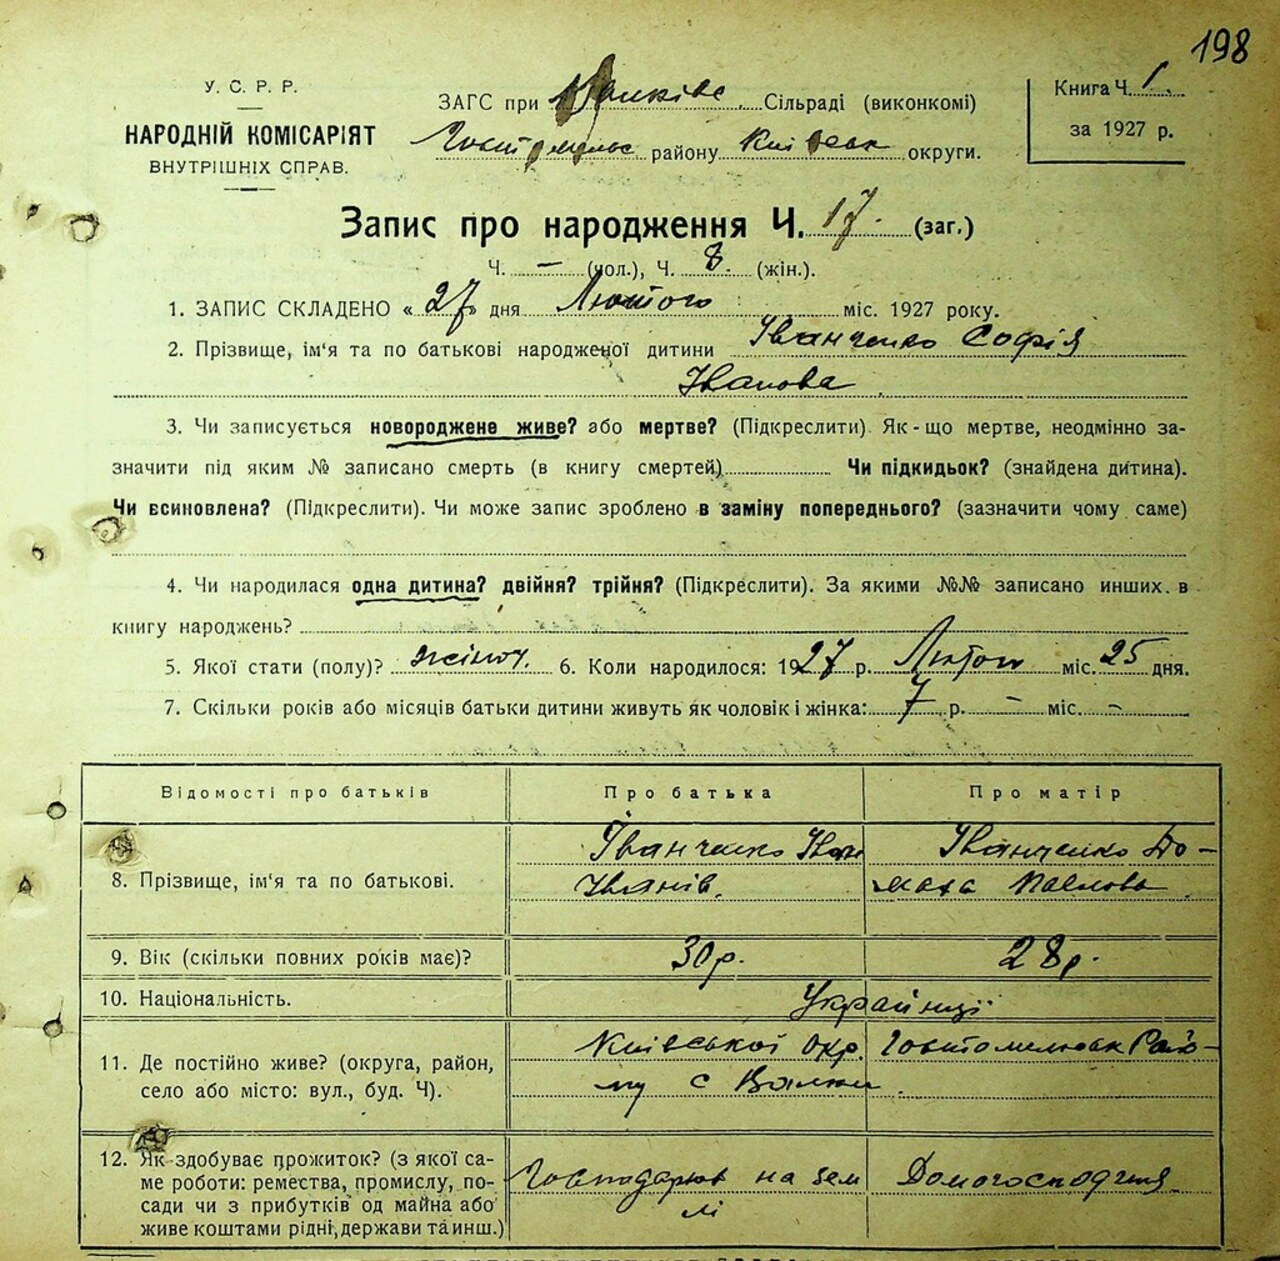 198
У. С. Р. Р.
НАРОДНІЙ КОМІСАРІЯТ
ВНУТРІШНІХ СПРАВ.
ЗАГС при Сільраді (виконкомі)
району Київськ округи.
Книга Ч. 1
за 1927 р.
Запис про народження Ч. 17. (заг.)
Ч. — (чол.), Ч. 8 (жін.).
1. ЗАПИС СКЛАДЕНО «27» дня Лютого міс. 1927 року.
2. Прізвище, ім‘я та по батькові народженої дитини Іванченко Софія
Іванова
3. Чи записується новороджене живе? або мертве? (Підкреслити) Як-що мертве, неодмінно за-
значити під яким № записано смерть (в книгу смертей) Чи підкидьок? (знайдена дитина).
Чи всиновлена? (Підкреслити). Чи може запис зроблено в заміну попереднього? (зазначити чому саме)
4. Чи народилася одна дитина? двійня? трійня? (Підкреслити). За якими №№ записано инших в
книгу народжень?
5. Якої стати (полу)? жіноч. 6. Коли народилося: 1927 р. Лютого міс. 25 дня.
7. Скільки років або місяців батьки дитини живуть як чоловік і жінка: 7 р. — міс. —
Відомості про батьків Про батька Про матір
8. Прізвище, ім‘я та по батькові.
Іванченко Іван
Іванів.
Іванченко До-
маха Павлова
9. Вік (скільки повних років має)? 30 р. 28 р.
10. Національність. Українці
11. Де постійно живе? (округа, район,
село або місто: вул., буд. Ч).
Київської окр. Гостомельськ Райо-
ну с
12. Як здобуває прожиток? (з якої са-
ме роботи: ремества, промислу, по-
сади чи з прибутків од майна або
живе коштами рідні, держави та инш.)
Господарюв на зем
лі
Домогосподиня